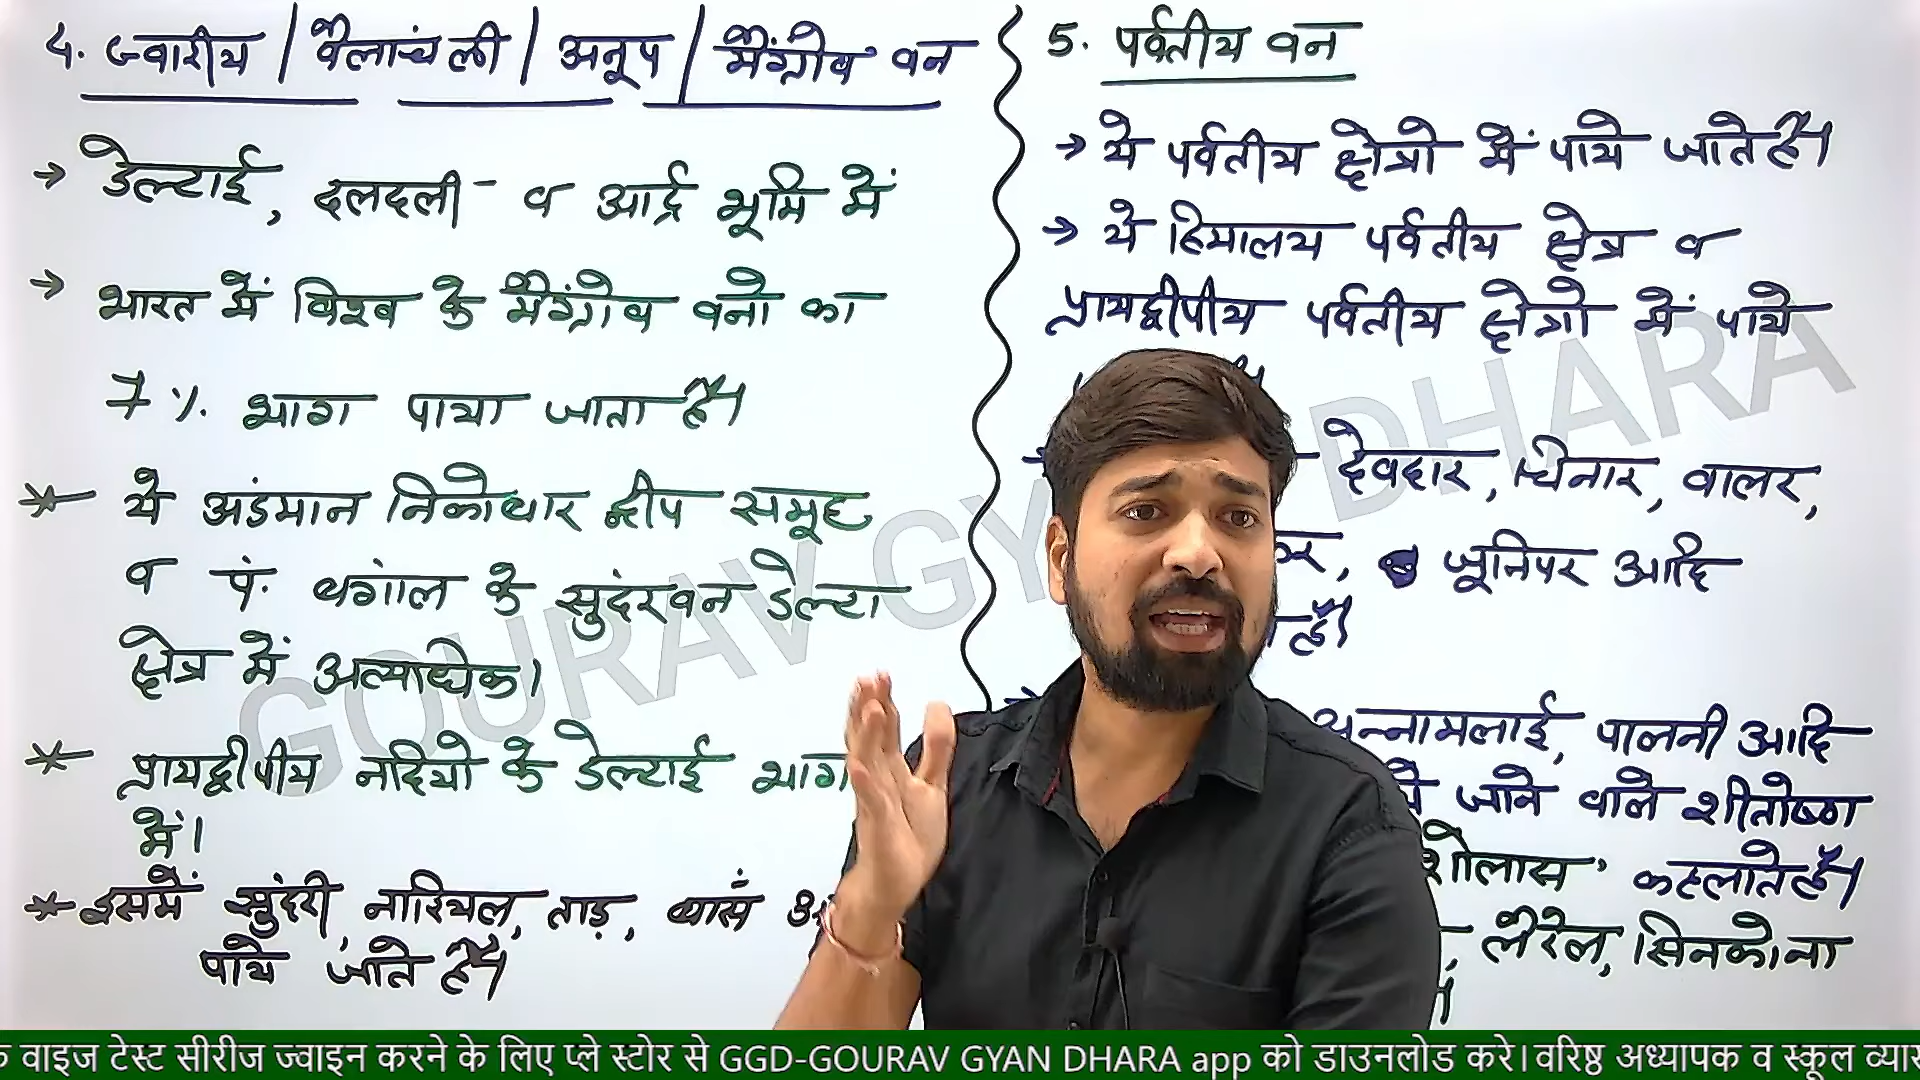 4. ज्वारीय / वेलांचली / अनूप / मैंग्रोव वन
→ डेल्टाई, दलदली व आर्द्र भूमि में
→ भारत में विश्व के मैंग्रोव वनो का
7 %. भाग पाया जाता है।
* ये अंडमान निकोबार द्वीप समूह
व पं. बंगाल के सुंदरवन डेल्टा
क्षेत्र में अत्याधिक।
* प्रायद्वीपीय नदियो के डेल्टाई भाग
में।
* इसमें सुंदरी, नारियल, ताड़, बांस
पाये जाते है।
5. पर्वतीय वन
→ ये पर्वतीय क्षेत्रो में पाये जाते है।
→ ये हिमालय पर्वतीय क्षेत्र व
प्रायद्वीपीय पर्वतीय क्षेत्रो में पाये
देवदार, चिनार, वालर,
जूनिपर आदि
है।
अन्नामलाई, पालनी आदि
जाने वाले शीतोष्ण
शोलास' कहलाते है।
लॅरेल, सिनकोना
GOURAV GY DHARA
वाइज टेस्ट सीरीज ज्वाइन करने के लिए प्ले स्टोर से GGD-GOURAV GYAN DHARA app को डाउनलोड करे। वरिष्ठ अध्यापक व स्कूल